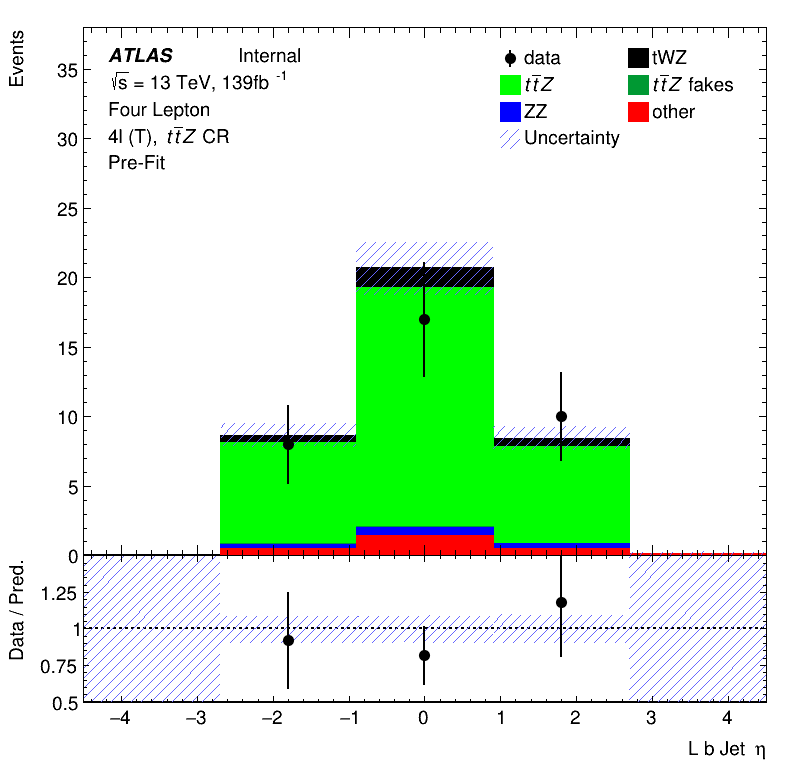 Events
ATLAS Internal
√s = 13 TeV, 139fb⁻¹
Four Lepton
4l (T), tt̄Z CR
Pre-Fit
data tWZ
tt̄Z tt̄Z fakes
ZZ other
Uncertainty
35
30
25
20
15
10
5
0
Data / Pred.
1.25
1
0.75
0.5
−4 −3 −2 −1 0 1 2 3 4
L b Jet η